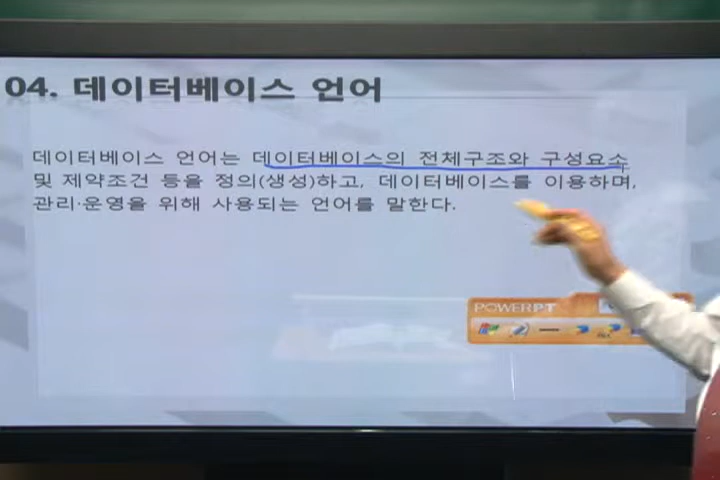 04. 데이터베이스 언어
데이터베이스 언어는 데이터베이스의 전체구조와 구성요소
및 제약조건 등을 정의(생성)하고, 데이터베이스를 이용하며,
관리·운영을 위해 사용되는 언어를 말한다.
POWERPT